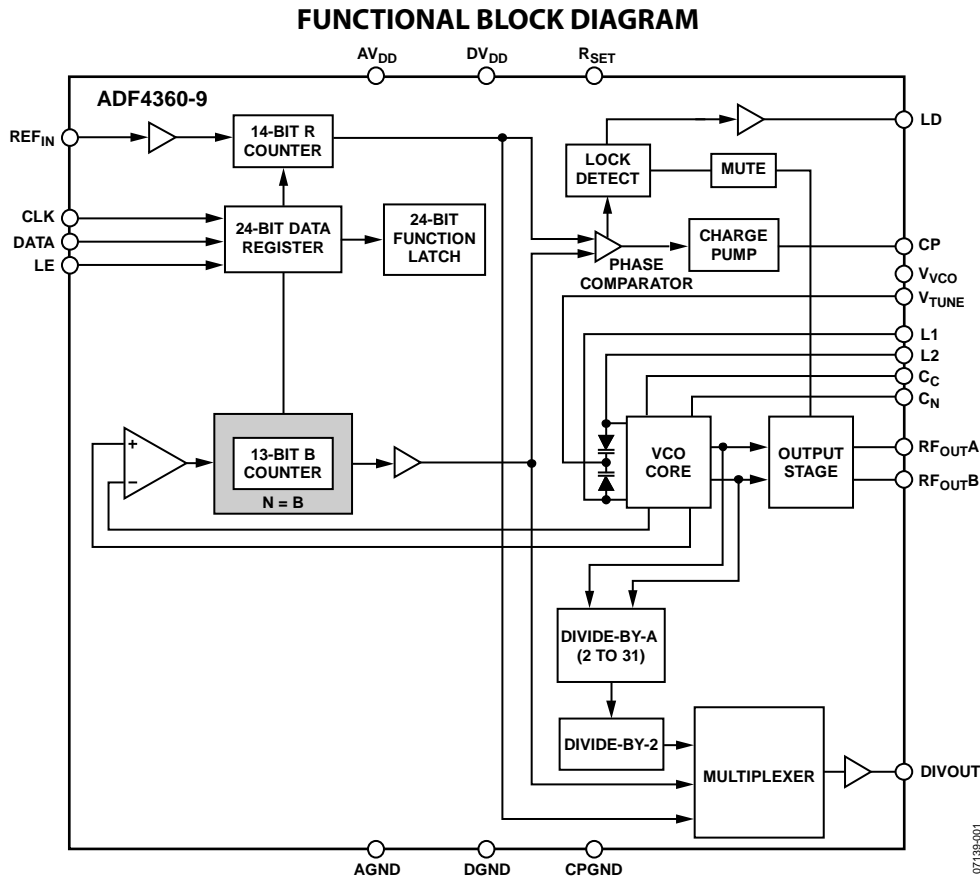 FUNCTIONAL BLOCK DIAGRAM
AVDD
DVDD
RSET
ADF4360-9
REFIN
14-BIT R
COUNTER
LD
LOCK
DETECT
MUTE
CLK
DATA
LE
24-BIT DATA
REGISTER
24-BIT
FUNCTION
LATCH
PHASE
COMPARATOR
CHARGE
PUMP
CP
VVCO
VTUNE
L1
L2
CC
CN
+
−
13-BIT B
COUNTER
N = B
VCO
CORE
OUTPUT
STAGE
RFOUTA
RFOUTB
DIVIDE-BY-A
(2 TO 31)
DIVIDE-BY-2
MULTIPLEXER
DIVOUT
AGND
DGND
CPGND
07139-001